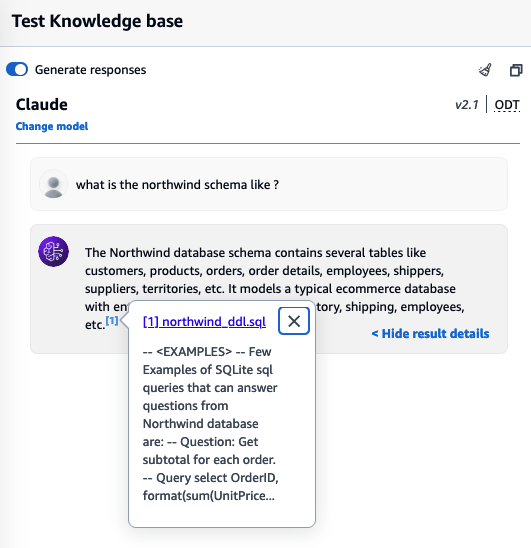 Test Knowledge base
Generate responses
Claude
v2.1 | ODT
Change model
what is the northwind schema like ?
The Northwind database schema contains several tables like
customers, products, orders, order details, employees, shippers,
suppliers, territories, etc. It models a typical ecommerce database
with en tory, shipping, employees,
etc.[1]
< Hide result details
[1] northwind_ddl.sql
-- <EXAMPLES> -- Few
Examples of SQLite sql
queries that can answer
questions from
Northwind database
are: -- Question: Get
subtotal for each order.
-- Query select OrderID,
format(sum(UnitPrice...